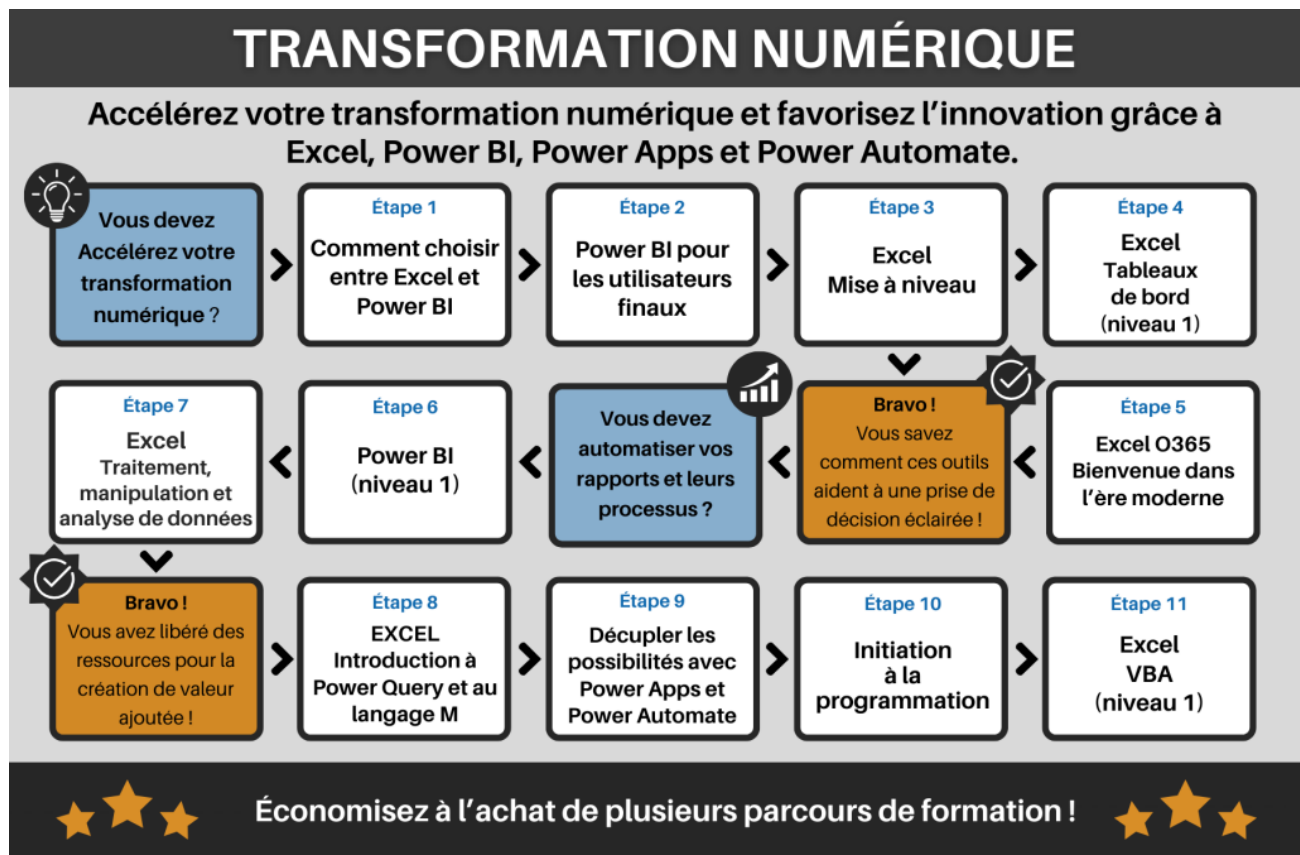 TRANSFORMATION NUMÉRIQUE
Accélérez votre transformation numérique et favorisez l’innovation grâce à
Excel, Power BI, Power Apps et Power Automate.
Vous devez
Accélérez votre
transformation
numérique ?
Étape 1
Comment choisir
entre Excel et
Power BI
Étape 2
Power BI pour
les utilisateurs
finaux
Étape 3
Excel
Mise à niveau
Étape 4
Excel
Tableaux
de bord
(niveau 1)
Étape 7
Excel
Traitement,
manipulation et
analyse de données
Étape 6
Power BI
(niveau 1)
Vous devez
automatiser vos
rapports et leurs
processus ?
Bravo !
Vous savez
comment ces outils
aident à une prise de
décision éclairée !
Étape 5
Excel O365
Bienvenue dans
l’ère moderne
Bravo !
Vous avez libéré des
ressources pour la
création de valeur
ajoutée !
Étape 8
EXCEL
Introduction à
Power Query et au
langage M
Étape 9
Décupler les
possibilités avec
Power Apps et
Power Automate
Étape 10
Initiation
à la
programmation
Étape 11
Excel
VBA
(niveau 1)
Économisez à l’achat de plusieurs parcours de formation !